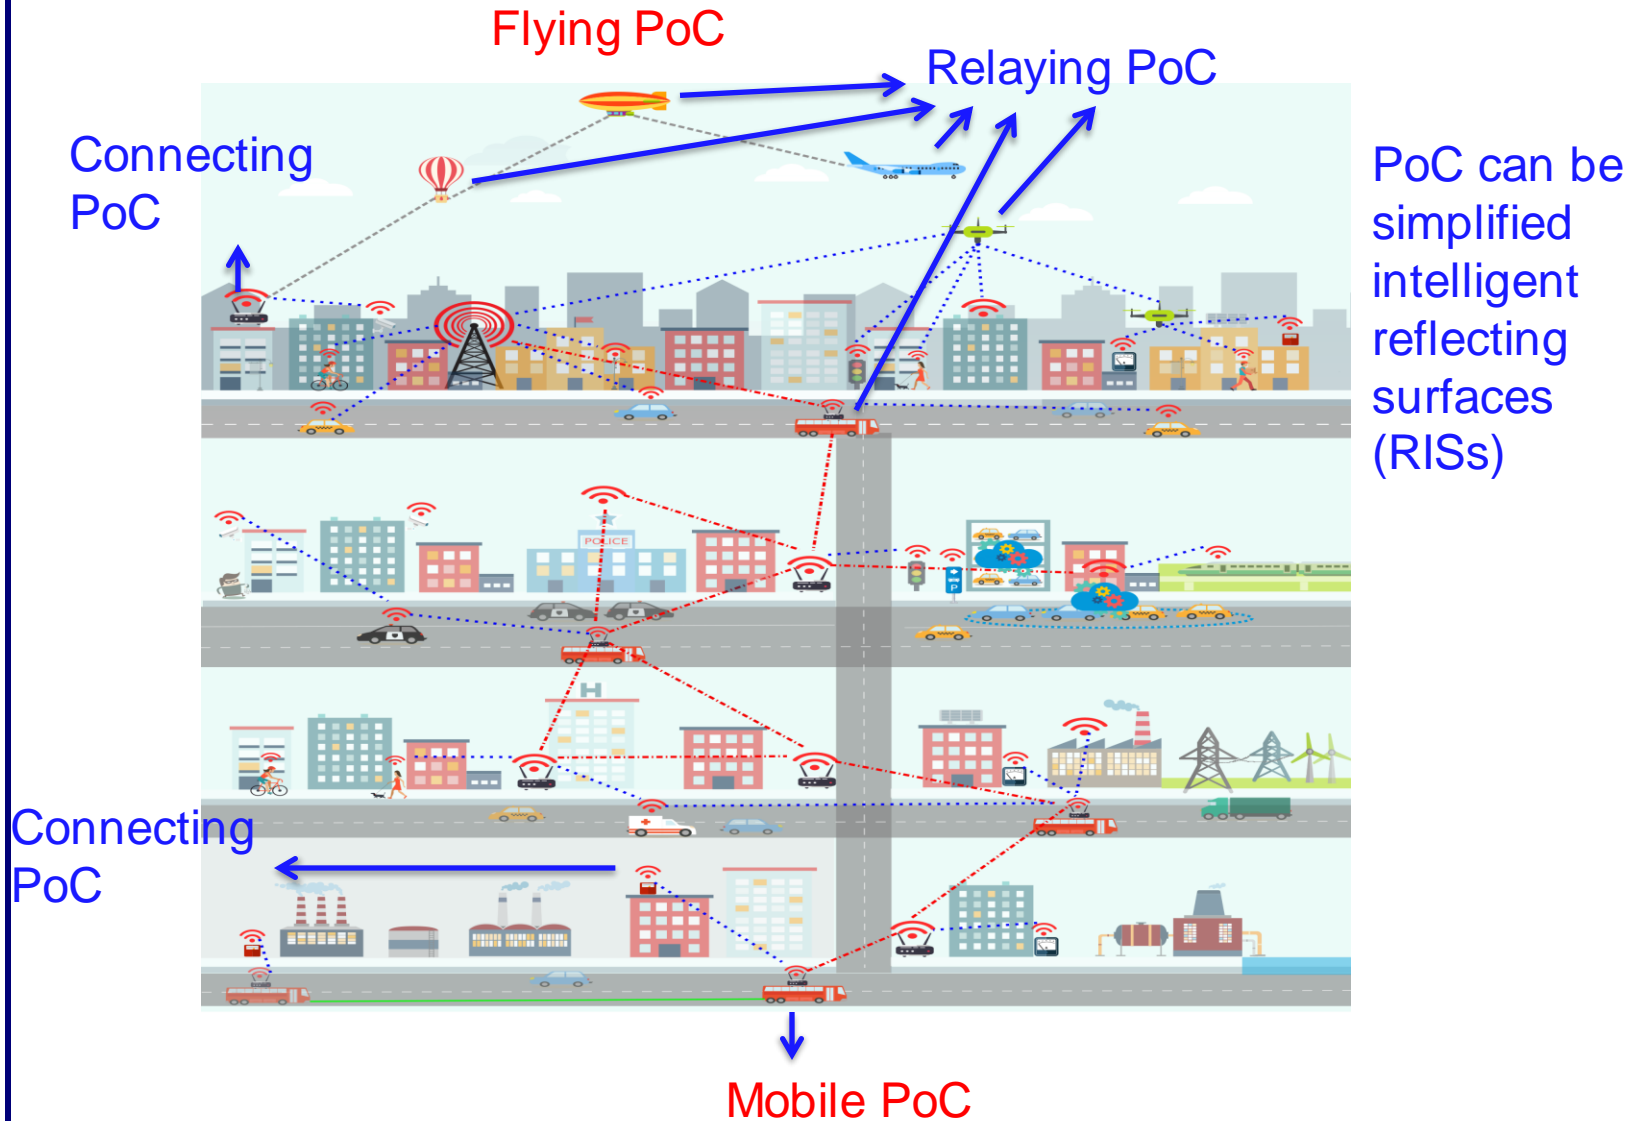 Flying PoC
Relaying PoC
Connecting
PoC
PoC can be
simplified
intelligent
reflecting
surfaces
(RISs)
POLICE
P
H
Connecting
PoC
Mobile PoC